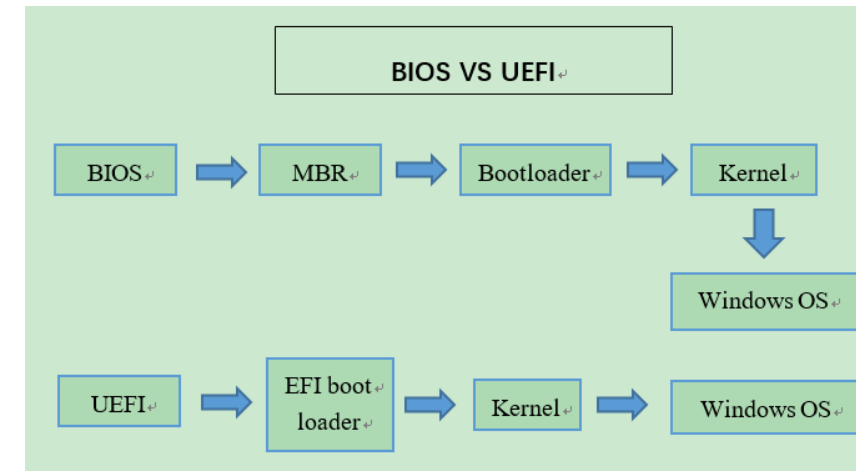 BIOS VS UEFI
BIOS
MBR
Bootloader
Kernel
Windows OS
UEFI
EFI boot
loader
Kernel
Windows OS